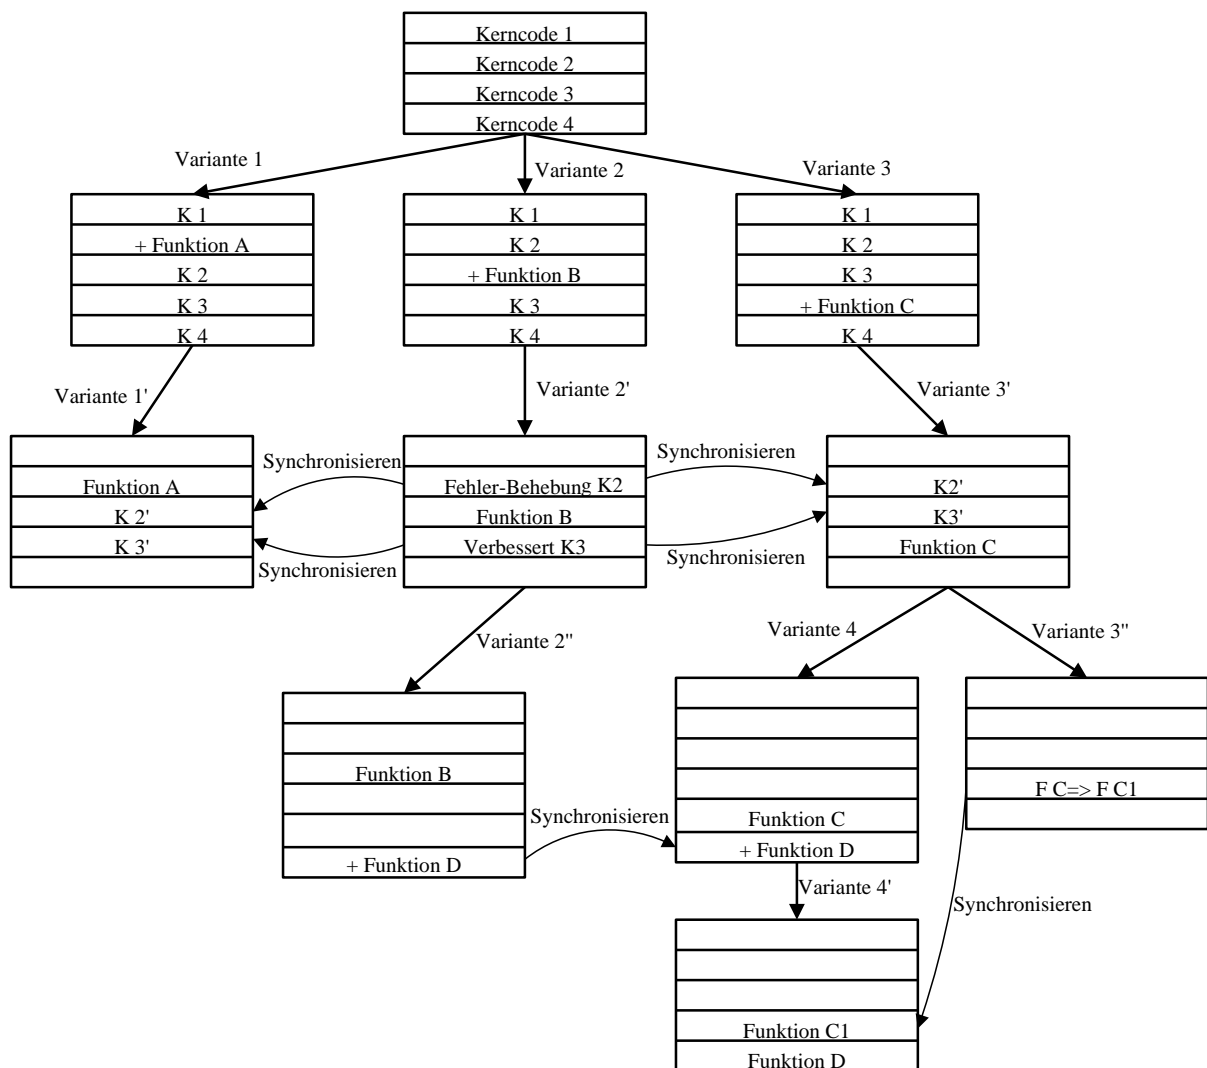 Kerncode 1
Kerncode 2
Kerncode 3
Kerncode 4
Variante 1
Variante 2
Variante 3
K 1
+ Funktion A
K 2
K 3
K 4
K 1
K 2
+ Funktion B
K 3
K 4
K 1
K 2
K 3
+ Funktion C
K 4
Variante 1'
Variante 2'
Variante 3'
Funktion A
K 2'
K 3'
Synchronisieren
Synchronisieren
Fehler-Behebung K2
Funktion B
Verbessert K3
Synchronisieren
Synchronisieren
K2'
K3'
Funktion C
Variante 2''
Variante 4
Variante 3''
Funktion B
+ Funktion D
Synchronisieren
Funktion C
+ Funktion D
F C=> F C1
Variante 4'
Synchronisieren
Funktion C1
Funktion D